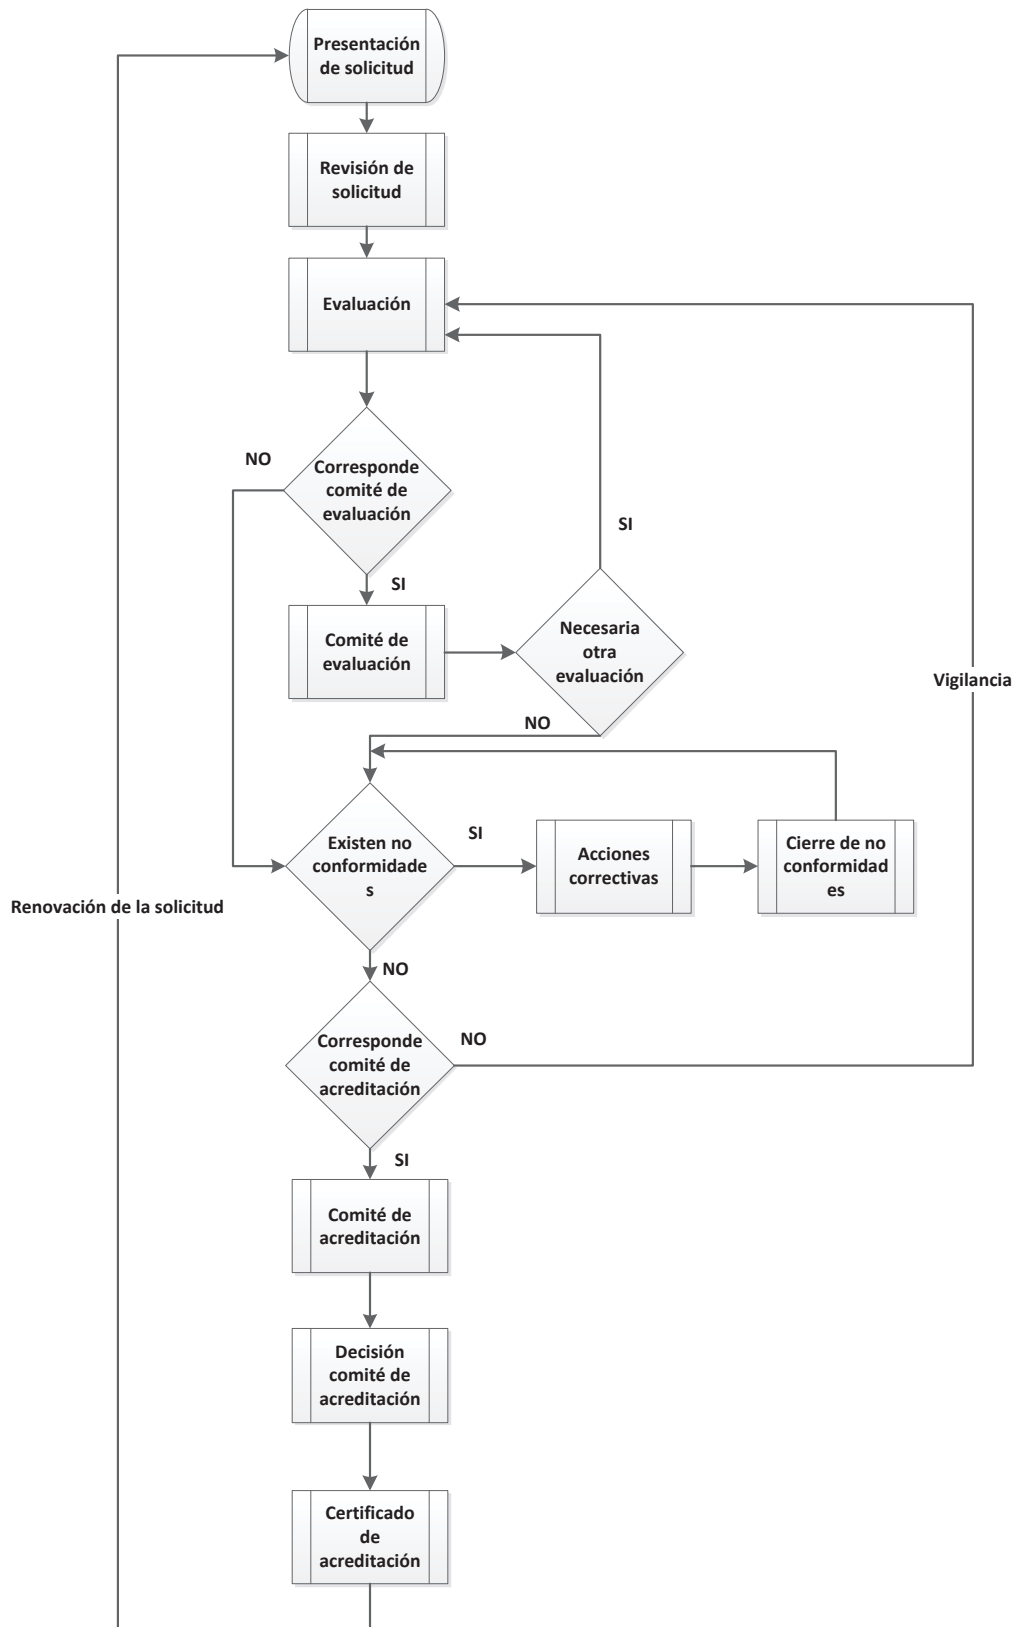 Presentación
de solicitud
Revisión de
solicitud
Evaluación
NO
Corresponde
comité de
evaluación
SI
SI
Comité de
evaluación
Necesaria
otra
evaluación
Vigilancia
NO
Existen no
conformidade
s
SI
Acciones
correctivas
Cierre de no
conformidad
es
Renovación de la solicitud
NO
Corresponde
comité de
acreditación
NO
SI
Comité de
acreditación
Decisión
comité de
acreditación
Certificado
de
acreditación